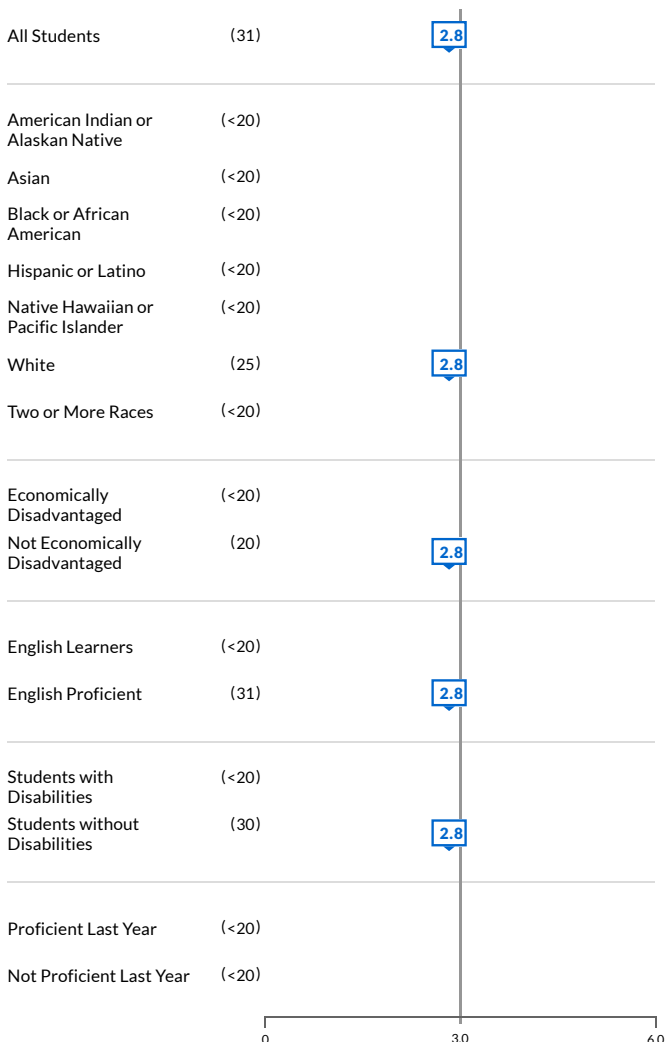 All Students (31) 2.8
American Indian or (<20)
Alaskan Native
Asian (<20)
Black or African (<20)
American
Hispanic or Latino (<20)
Native Hawaiian or (<20)
Pacific Islander
White (25) 2.8
Two or More Races (<20)
Economically (<20)
Disadvantaged
Not Economically (20) 2.8
Disadvantaged
English Learners (<20)
English Proficient (31) 2.8
Students with (<20)
Disabilities
Students without (30) 2.8
Disabilities
Proficient Last Year (<20)
Not Proficient Last Year (<20)
0 3.0 6.0